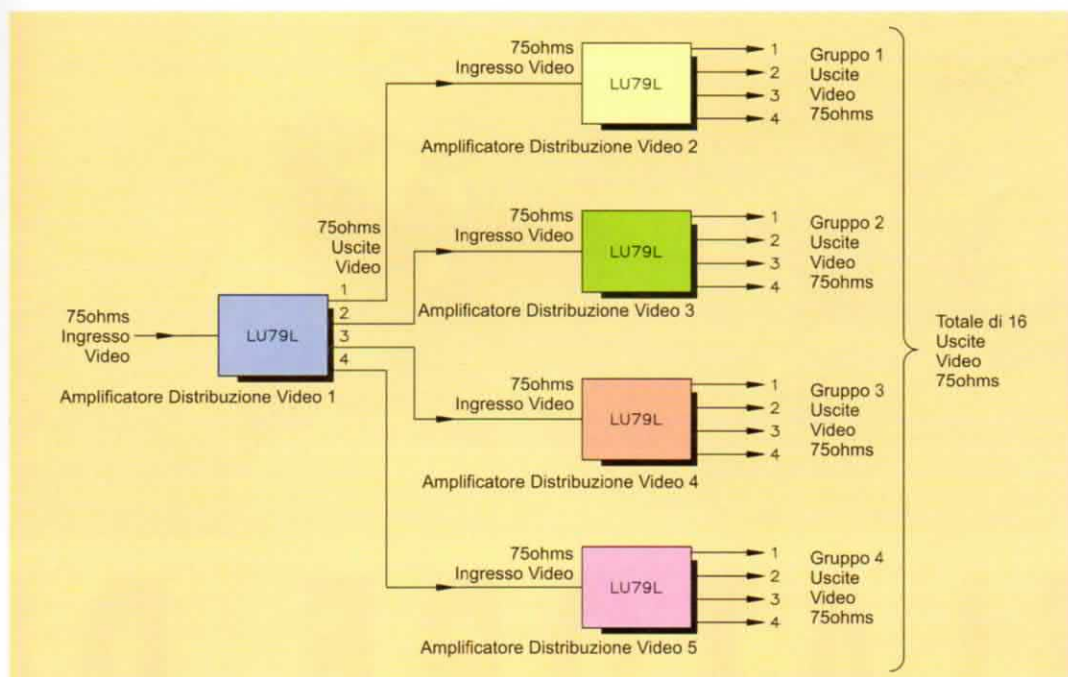 75ohms
Ingresso
Video
LU79L
Amplificatore Distribuzione Video 1
75ohms
Uscite
Video
1
2
3
4
75ohms
Ingresso Video
LU79L
Amplificatore Distribuzione Video 2
1
2
3
4
Gruppo 1
Uscite
Video
75ohms
75ohms
Ingresso Video
LU79L
Amplificatore Distribuzione Video 3
1
2
3
4
Gruppo 2
Uscite
Video
75ohms
75ohms
Ingresso Video
LU79L
Amplificatore Distribuzione Video 4
1
2
3
4
Gruppo 3
Uscite
Video
75ohms
75ohms
Ingresso Video
LU79L
Amplificatore Distribuzione Video 5
1
2
3
4
Gruppo 4
Uscite
Video
75ohms
Totale di 16
Uscite
Video
75ohms